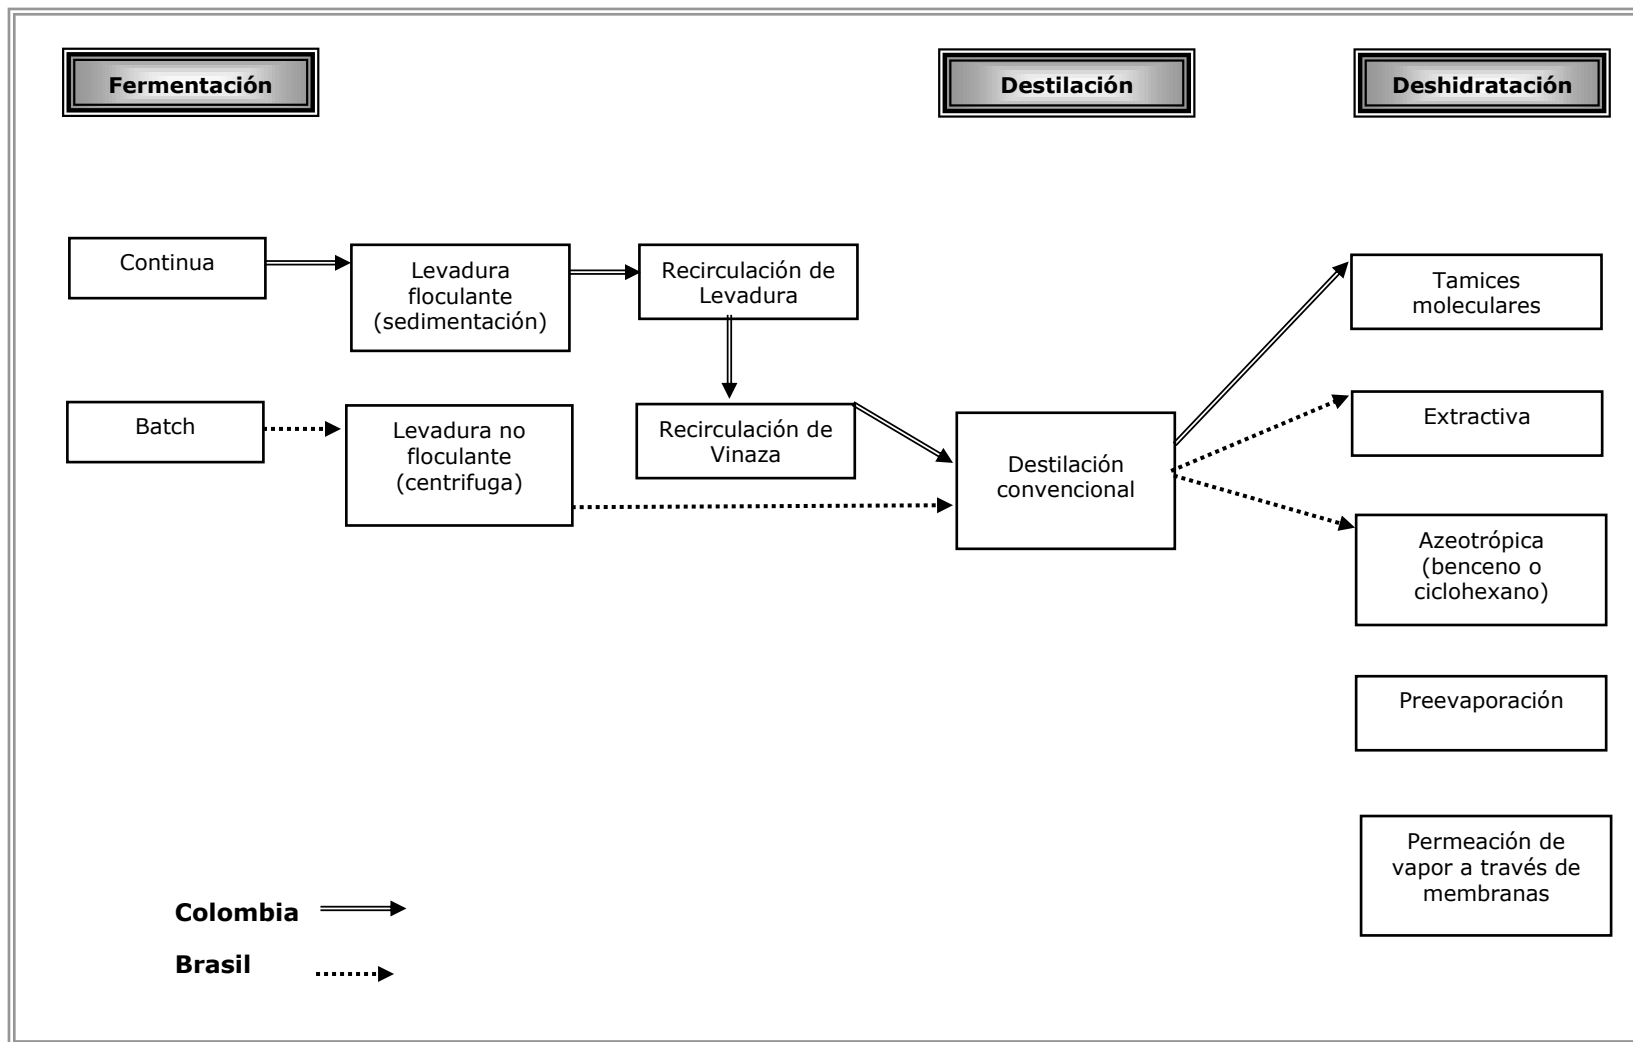 Fermentación
Destilación
Deshidratación
Continua
Levadura
floculante
(sedimentación)
Recirculación de
Levadura
Tamices
moleculares
Batch
Levadura no
floculante
(centrifuga)
Recirculación de
Vinaza
Destilación
convencional
Extractiva
Azeotrópica
(benceno o
ciclohexano)
Preevaporación
Permeación de
vapor a través de
membranas
Colombia
Brasil